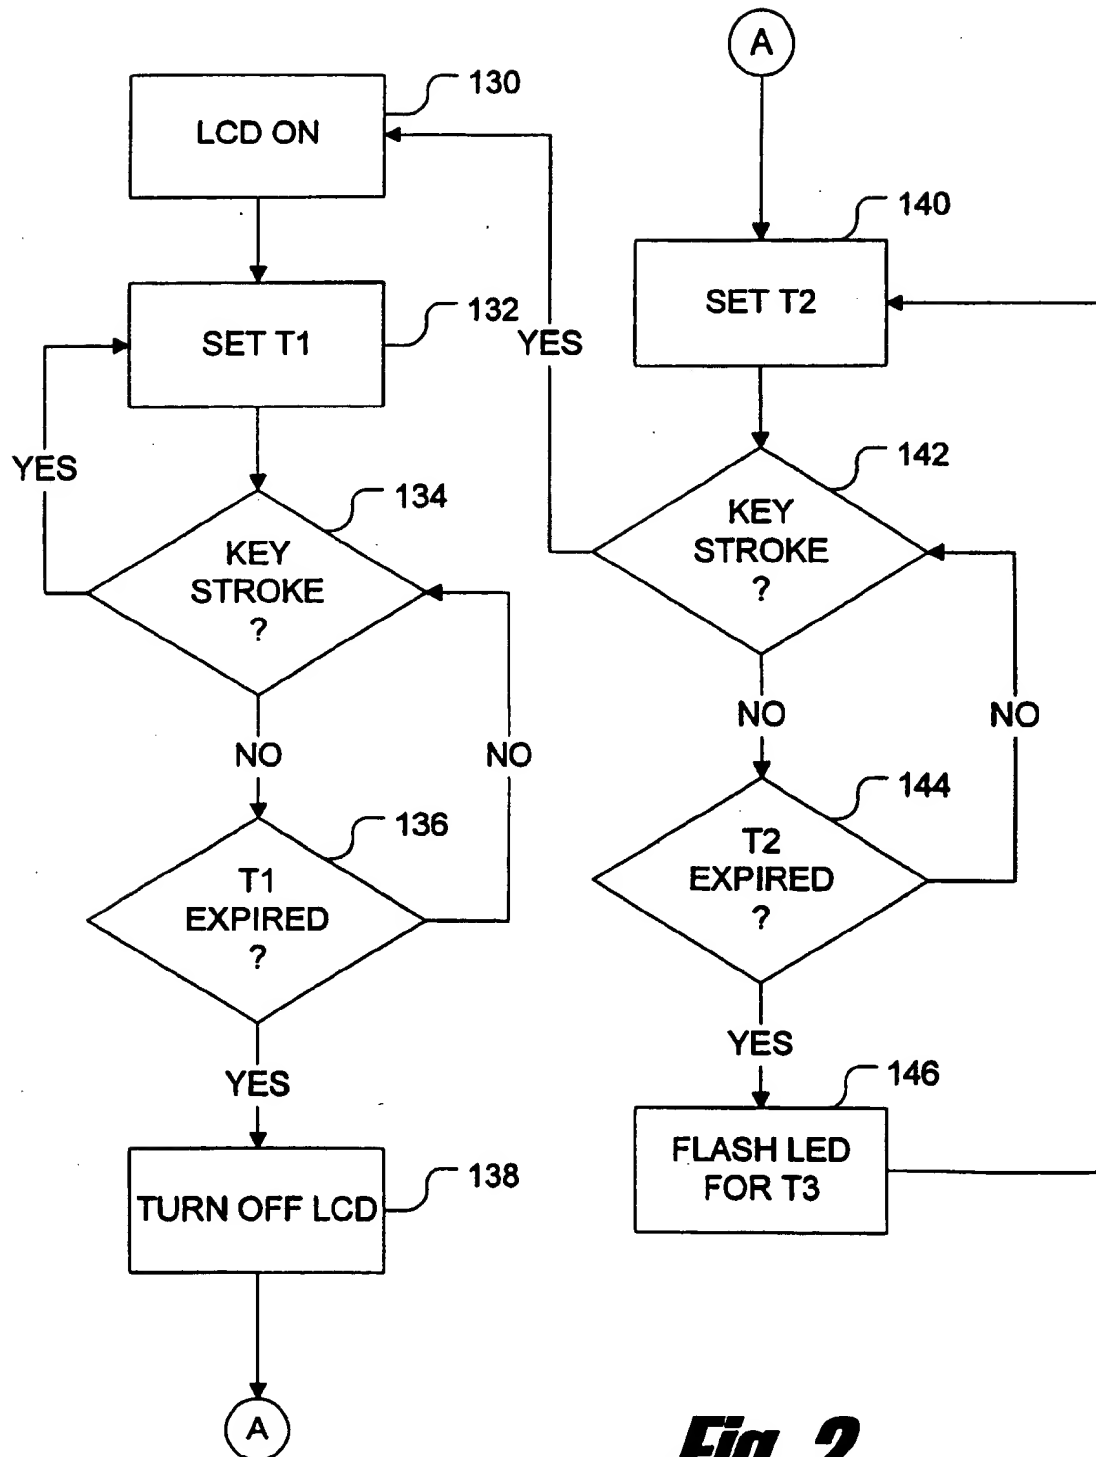 130
LCD ON
132
SET T1
YES
134
KEY
STROKE
?
NO
NO
136
T1
EXPIRED
?
YES
138
TURN OFF LCD
A
A
140
SET T2
YES
142
KEY
STROKE
?
NO
NO
144
T2
EXPIRED
?
YES
146
FLASH LED
FOR T3
Fig. 2